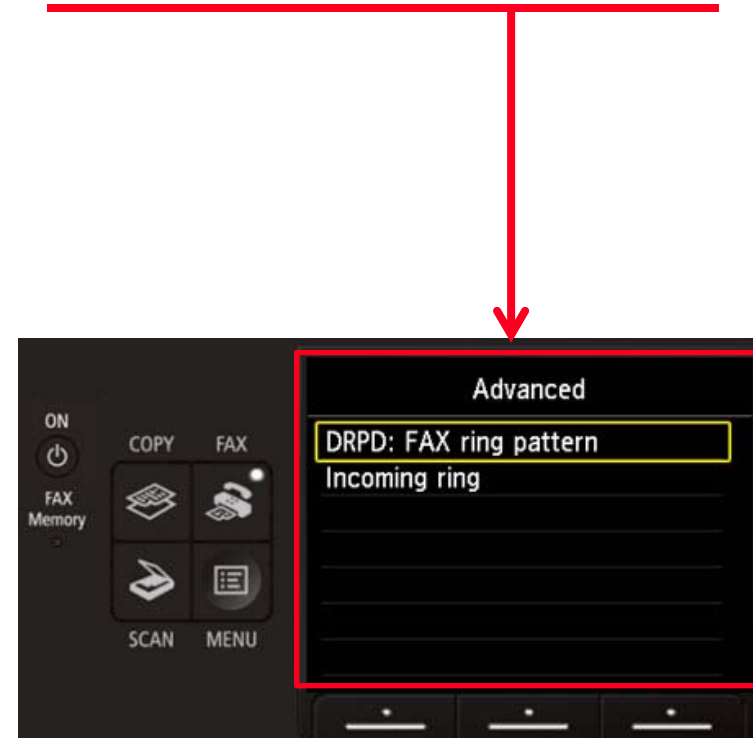 Advanced
ON
COPY FAX
DRPD: FAX ring pattern
Incoming ring
FAX
Memory
SCAN MENU